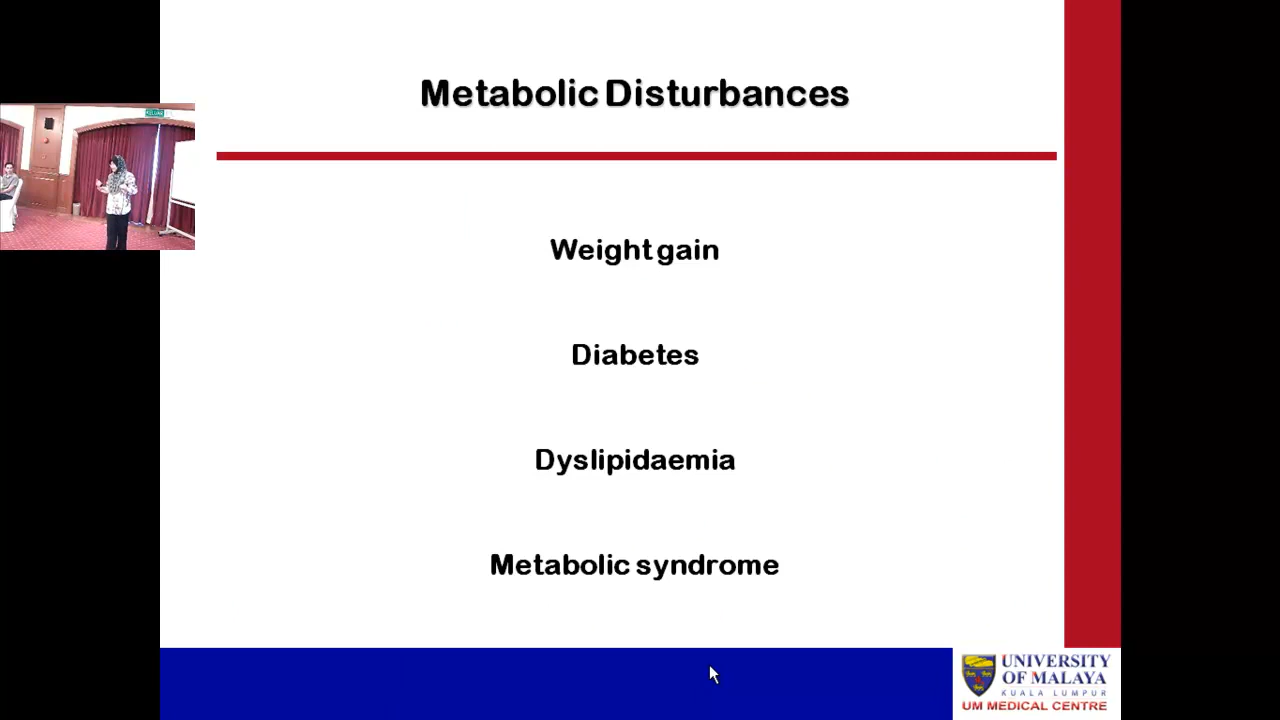 Metabolic Disturbances
Weight gain
Diabetes
Dyslipidaemia
Metabolic syndrome
UNIVERSITY
OF MALAYA
KUALA LUMPUR
UM MEDICAL CENTRE